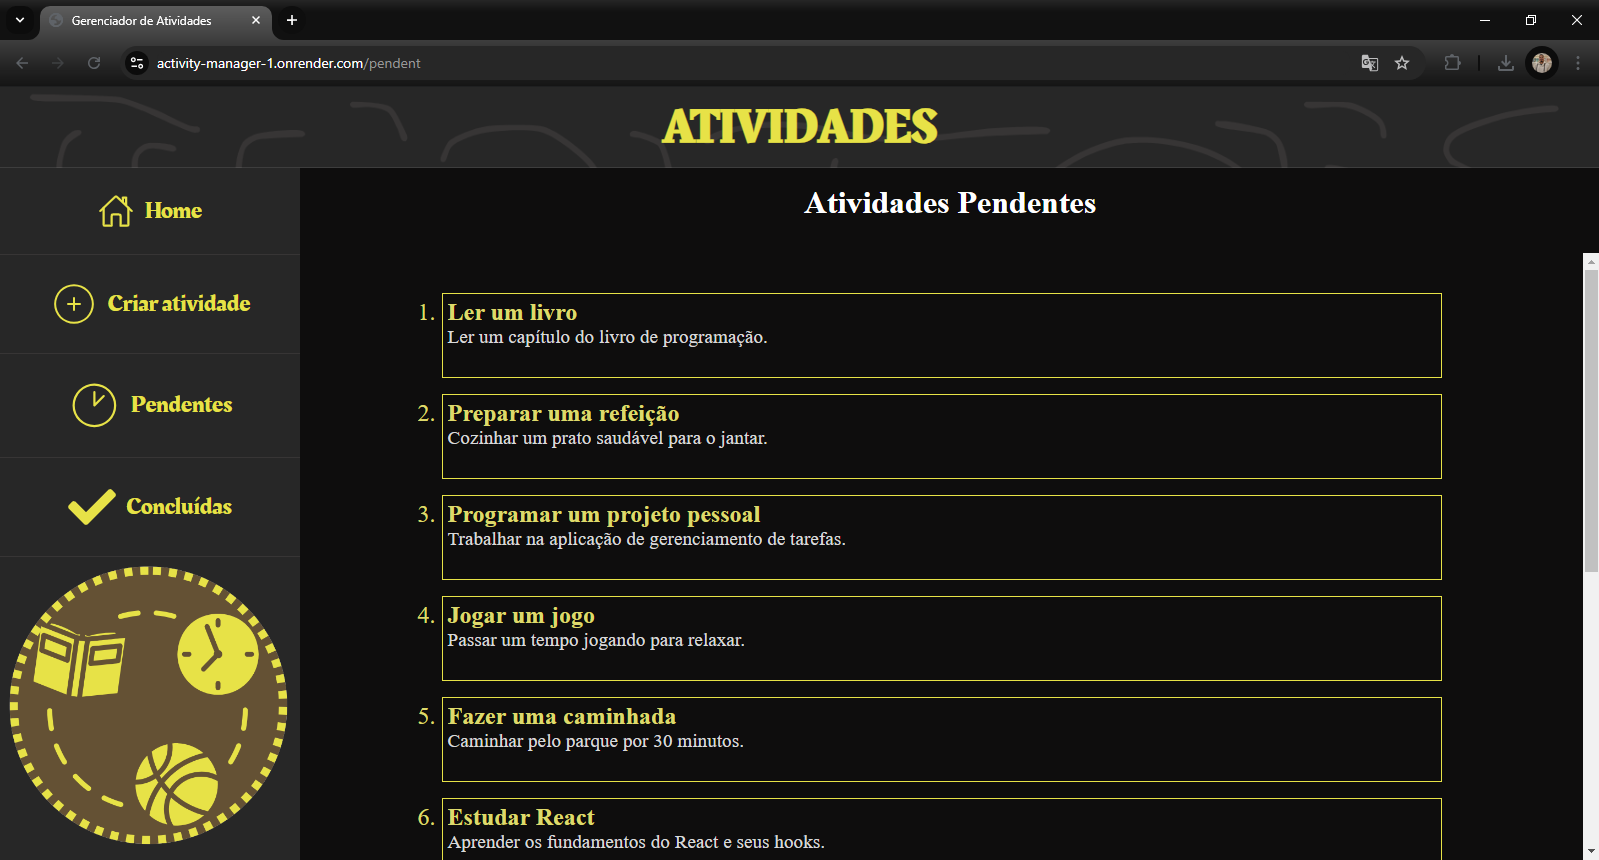 Gerenciador de Atividades
activity-manager-1.onrender.com/pendent
ATIVIDADES
Home
Criar atividade
Pendentes
Concluídas
Atividades Pendentes
1. Ler um livro
Ler um capítulo do livro de programação.
2. Preparar uma refeição
Cozinhar um prato saudável para o jantar.
3. Programar um projeto pessoal
Trabalhar na aplicação de gerenciamento de tarefas.
4. Jogar um jogo
Passar um tempo jogando para relaxar.
5. Fazer uma caminhada
Caminhar pelo parque por 30 minutos.
6. Estudar React
Aprender os fundamentos do React e seus hooks.